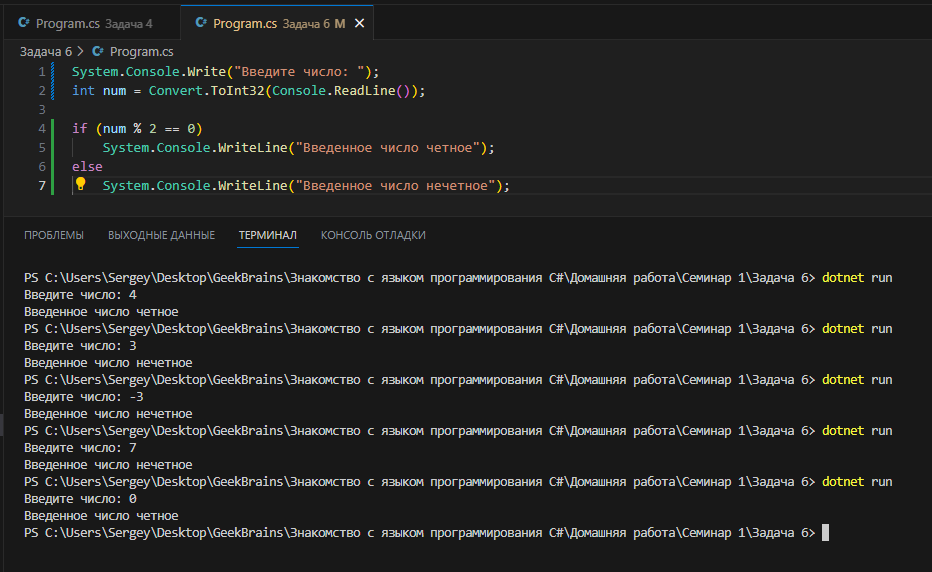 Program.cs Задача 4 Program.cs Задача 6 M
Задача 6 > Program.cs
1 System.Console.Write("Введите число: ");
2 int num = Convert.ToInt32(Console.ReadLine());
3
4 if (num % 2 == 0)
5 System.Console.WriteLine("Введенное число четное");
6 else
7 System.Console.WriteLine("Введенное число нечетное");
ПРОБЛЕМЫ ВЫХОДНЫЕ ДАННЫЕ ТЕРМИНАЛ КОНСОЛЬ ОТЛАДКИ
PS C:\Users\Sergey\Desktop\GeekBrains\Знакомство с языком программирования C#\Домашняя работа\Семинар 1\Задача 6> dotnet run
Введите число: 4
Введенное число четное
PS C:\Users\Sergey\Desktop\GeekBrains\Знакомство с языком программирования C#\Домашняя работа\Семинар 1\Задача 6> dotnet run
Введите число: 3
Введенное число нечетное
PS C:\Users\Sergey\Desktop\GeekBrains\Знакомство с языком программирования C#\Домашняя работа\Семинар 1\Задача 6> dotnet run
Введите число: -3
Введенное число нечетное
PS C:\Users\Sergey\Desktop\GeekBrains\Знакомство с языком программирования C#\Домашняя работа\Семинар 1\Задача 6> dotnet run
Введите число: 7
Введенное число нечетное
PS C:\Users\Sergey\Desktop\GeekBrains\Знакомство с языком программирования C#\Домашняя работа\Семинар 1\Задача 6> dotnet run
Введите число: 0
Введенное число четное
PS C:\Users\Sergey\Desktop\GeekBrains\Знакомство с языком программирования C#\Домашняя работа\Семинар 1\Задача 6>